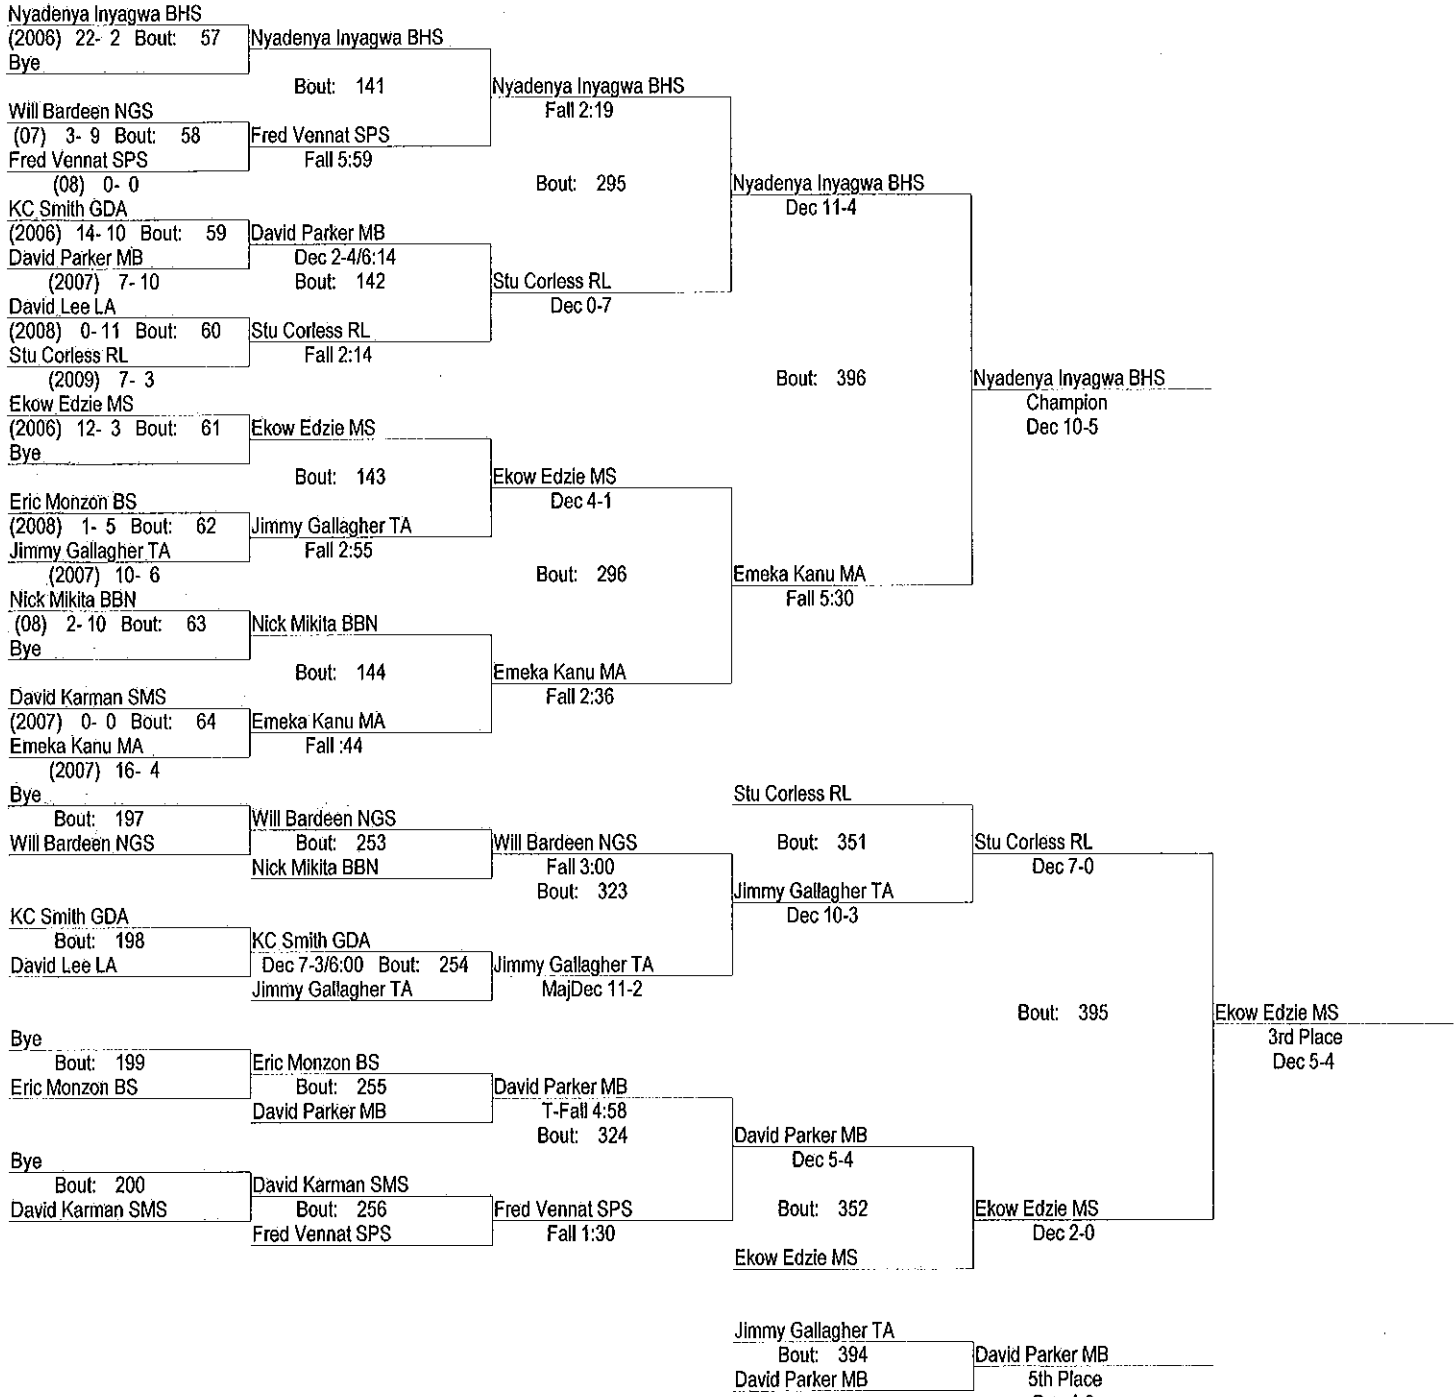 Nyadenya Inyagwa BHS
(2006) 22- 2 Bout: 57
Bye
Nyadenya Inyagwa BHS
Bout: 141
Will Bardeen NGS
(07) 3- 9 Bout: 58
Fred Vennat SPS
(08) 0- 0
Fred Vennat SPS
Fall 5:59
Nyadenya Inyagwa BHS
Fall 2:19
Bout: 295
KC Smith GDA
(2006) 14- 10 Bout: 59
David Parker MB
(2007) 7- 10
David Parker MB
Dec 2-4/6:14
Bout: 142
David Lee LA
(2008) 0- 11 Bout: 60
Stu Corless RL
(2009) 7- 3
Stu Corless RL
Fall 2:14
Stu Corless RL
Dec 0-7
Nyadenya Inyagwa BHS
Dec 11-4
Bout: 396
Nyadenya Inyagwa BHS
Champion
Dec 10-5
Ekow Edzie MS
(2006) 12- 3 Bout: 61
Bye
Ekow Edzie MS
Bout: 143
Eric Monzon BS
(2008) 1- 5 Bout: 62
Jimmy Gallagher TA
(2007) 10- 6
Jimmy Gallagher TA
Fall 2:55
Ekow Edzie MS
Dec 4-1
Bout: 296
Nick Mikita BBN
(08) 2- 10 Bout: 63
Bye
Nick Mikita BBN
Bout: 144
David Karman SMS
(2007) 0- 0 Bout: 64
Emeka Kanu MA
(2007) 16- 4
Emeka Kanu MA
Fall :44
Emeka Kanu MA
Fall 2:36
Emeka Kanu MA
Fall 5:30
Bye
Bout: 197
Will Bardeen NGS
Will Bardeen NGS
Bout: 253
Nick Mikita BBN
Will Bardeen NGS
Fall 3:00
Bout: 323
KC Smith GDA
Bout: 198
David Lee LA
KC Smith GDA
Dec 7-3/6:00 Bout: 254
Jimmy Gallagher TA
Jimmy Gallagher TA
MajDec 11-2
Stu Corless RL
Bout: 351
Jimmy Gallagher TA
Dec 10-3
Stu Corless RL
Dec 7-0
Bout: 395
Ekow Edzie MS
3rd Place
Dec 5-4
Bye
Bout: 199
Eric Monzon BS
Eric Monzon BS
Bout: 255
David Parker MB
David Parker MB
T-Fall 4:58
Bout: 324
Bye
Bout: 200
David Karman SMS
David Karman SMS
Bout: 256
Fred Vennat SPS
Fred Vennat SPS
Fall 1:30
David Parker MB
Dec 5-4
Bout: 352
Ekow Edzie MS
Ekow Edzie MS
Dec 2-0
Jimmy Gallagher TA
Bout: 394
David Parker MB
David Parker MB
5th Place